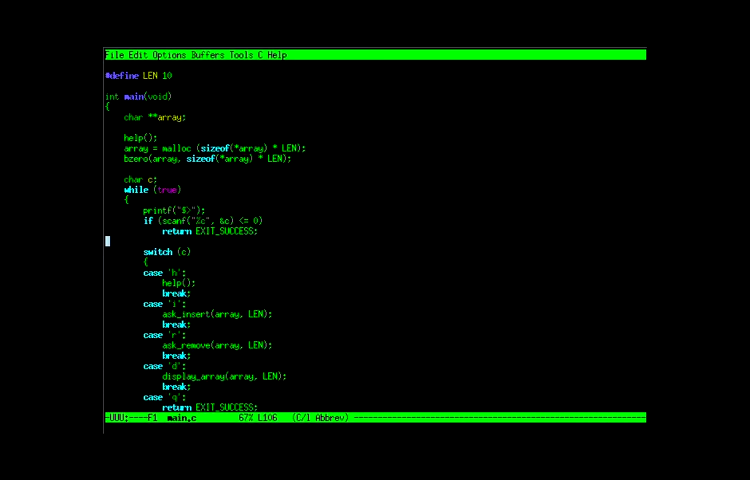 File Edit Options Buffers Tools C Help
#define LEN 10
int main(void)
{
char **array;
help();
array = malloc (sizeof(*array) * LEN);
bzero(array, sizeof(*array) * LEN);
char c;
while (true)
{
printf("$>");
if (scanf("%c", &c) <= 0)
return EXIT_SUCCESS;
switch (c)
{
case 'h':
help();
break;
case 'i':
ask_insert(array, LEN);
break;
case 'r':
ask_remove(array, LEN);
break;
case 'd':
display_array(array, LEN);
break;
case 'q':
return EXIT_SUCCESS;
-UUU:----F1 main.c 67% L106 (C/l Abbrev) ----------------------------------------------------------